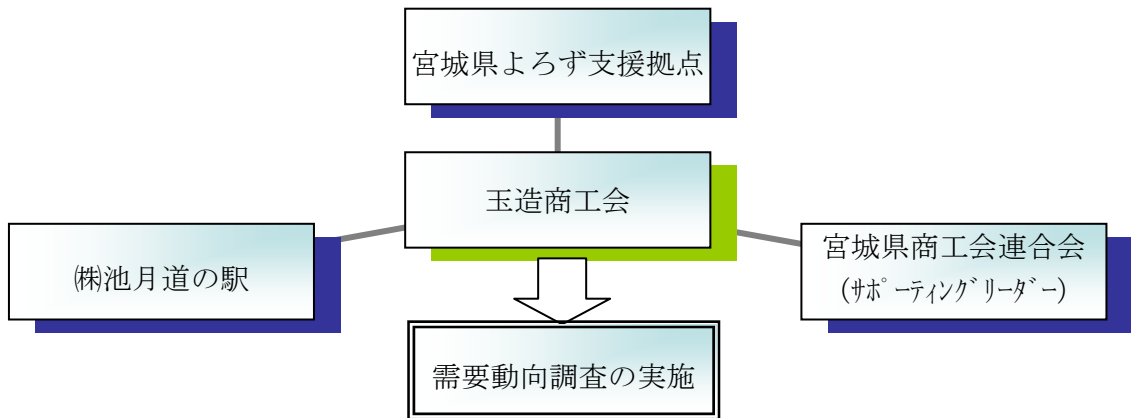 宮城県よろず支援拠点
玉造商工会
㈱池月道の駅
宮城県商工会連合会
(ｻﾎﾟｰﾃｨﾝｸﾞﾘｰﾀﾞｰ)
需要動向調査の実施